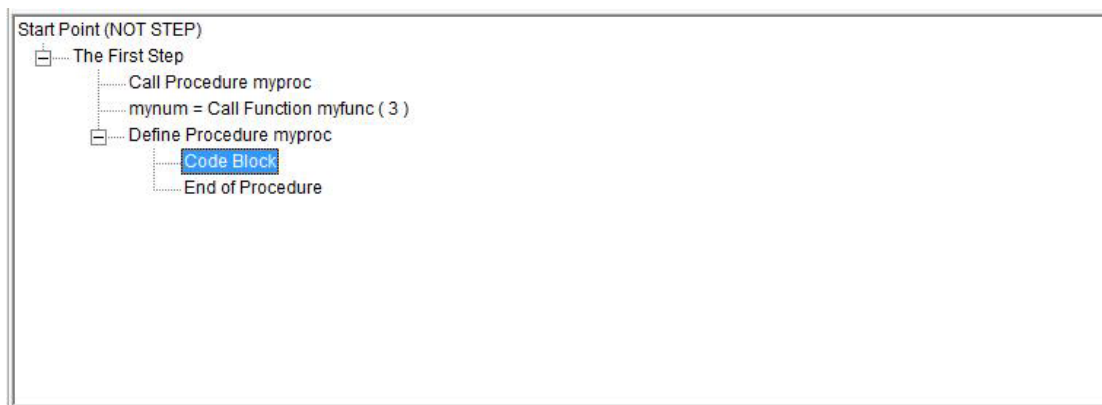 Start Point (NOT STEP)
The First Step
Call Procedure myproc
mynum = Call Function myfunc ( 3 )
Define Procedure myproc
Code Block
End of Procedure